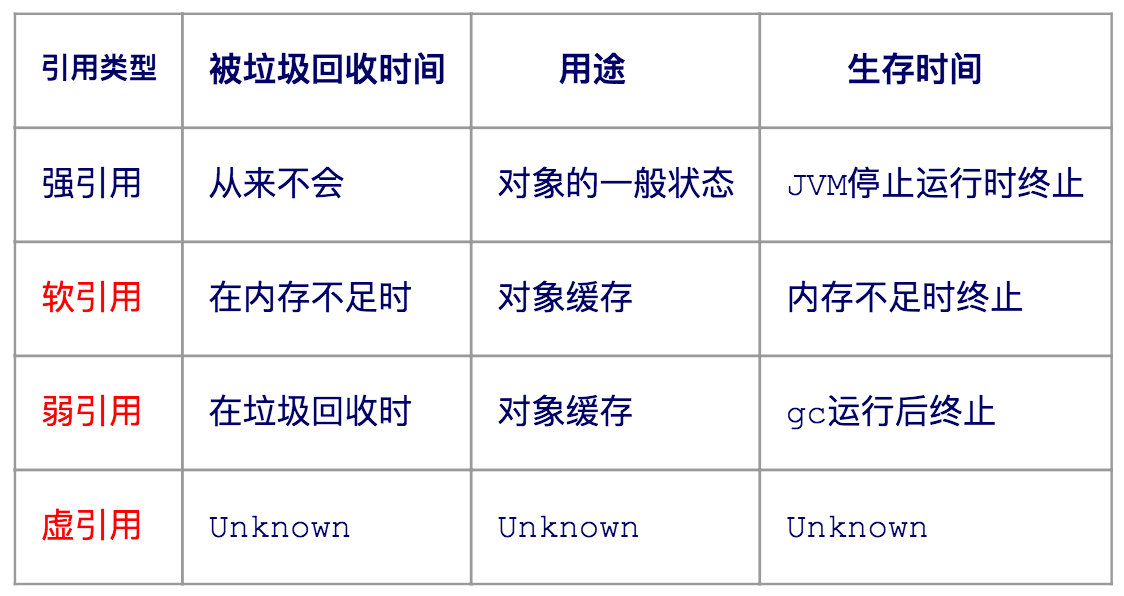 引用类型 被垃圾回收时间 用途 生存时间
强引用 从来不会 对象的一般状态 JVM停止运行时终止
软引用 在内存不足时 对象缓存 内存不足时终止
弱引用 在垃圾回收时 对象缓存 gc运行后终止
虚引用 Unknown Unknown Unknown